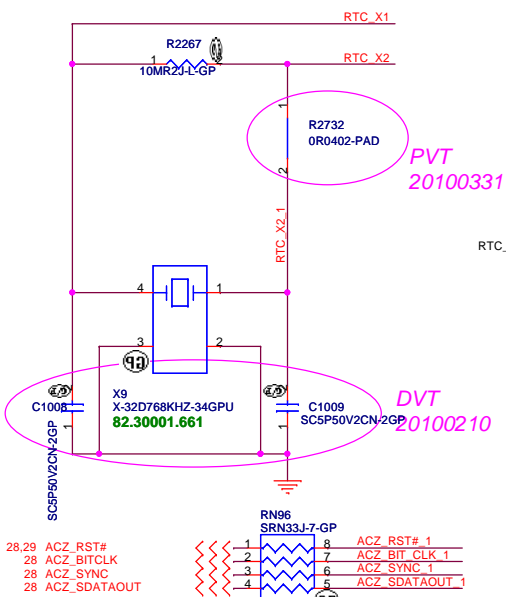 RTC_X1
R2267
RTC_X2
1
10MR2J-L-GP
1
R2732
0R0402-PAD
2
PVT
20100331
RTC_X2_1
RTC_
4
1
3
2
GP
C1008
1
SC5P50V2CN-2GP
X9
X-32D768KHZ-34GPU
82.30001.661
C1009
SC5P50V2CN-2GP
1
DVT
20100210
RN96
SRN33J-7-GP
28,29 ACZ_RST# 1 8 ACZ_RST#_1
28 ACZ_BITCLK 2 7 ACZ_BIT_CLK_1
28 ACZ_SYNC 3 6 ACZ_SYNC_1
28 ACZ_SDATAOUT 4 5 ACZ_SDATAOUT_1